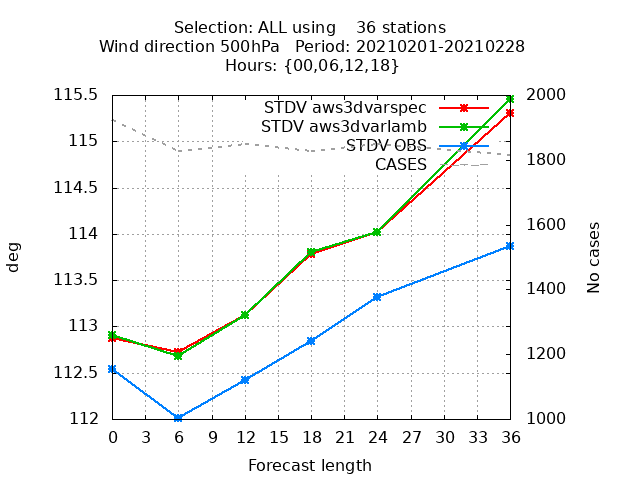 Selection: ALL using    36 stations
Wind direction 500hPa   Period: 20210201-20210228
Hours: {00,06,12,18}
STDV aws3dvarspec
STDV aws3dvarlamb
STDV OBS
CASES
115.5
115
114.5
114
113.5
113
112.5
112
deg
2000
1800
1600
1400
1200
1000
No cases
0 3 6 9 12 15 18 21 24 27 30 33 36
Forecast length